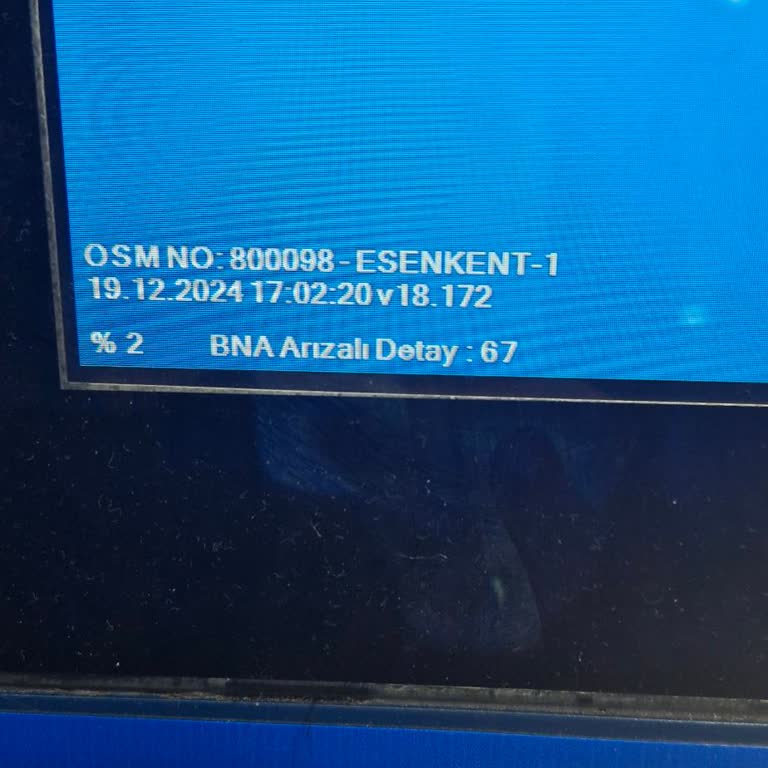 OSM NO: 800098 - ESENKENT-1
19.12.2024 17:02:20 v18.172
% 2 BNA Arızalı Detay : 67